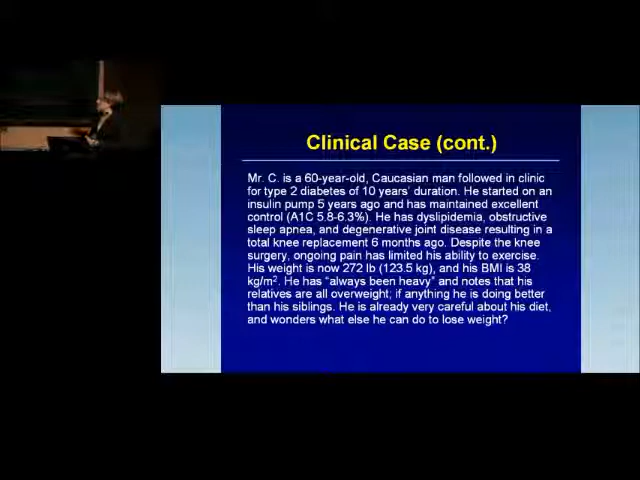 Clinical Case (cont.)
Mr. C. is a 60-year-old, Caucasian man followed in clinic
for type 2 diabetes of 10 years' duration. He started on an
insulin pump 5 years ago and has maintained excellent
control (A1C 5.8-6.3%). He has dyslipidemia, obstructive
sleep apnea, and degenerative joint disease resulting in a
total knee replacement 6 months ago. Despite the knee
surgery, ongoing pain has limited his ability to exercise.
His weight is now 272 lb (123.5 kg), and his BMI is 38
kg/m². He has "always been heavy" and notes that his
relatives are all overweight; if anything he is doing better
than his siblings. He is already very careful about his diet,
and wonders what else he can do to lose weight?